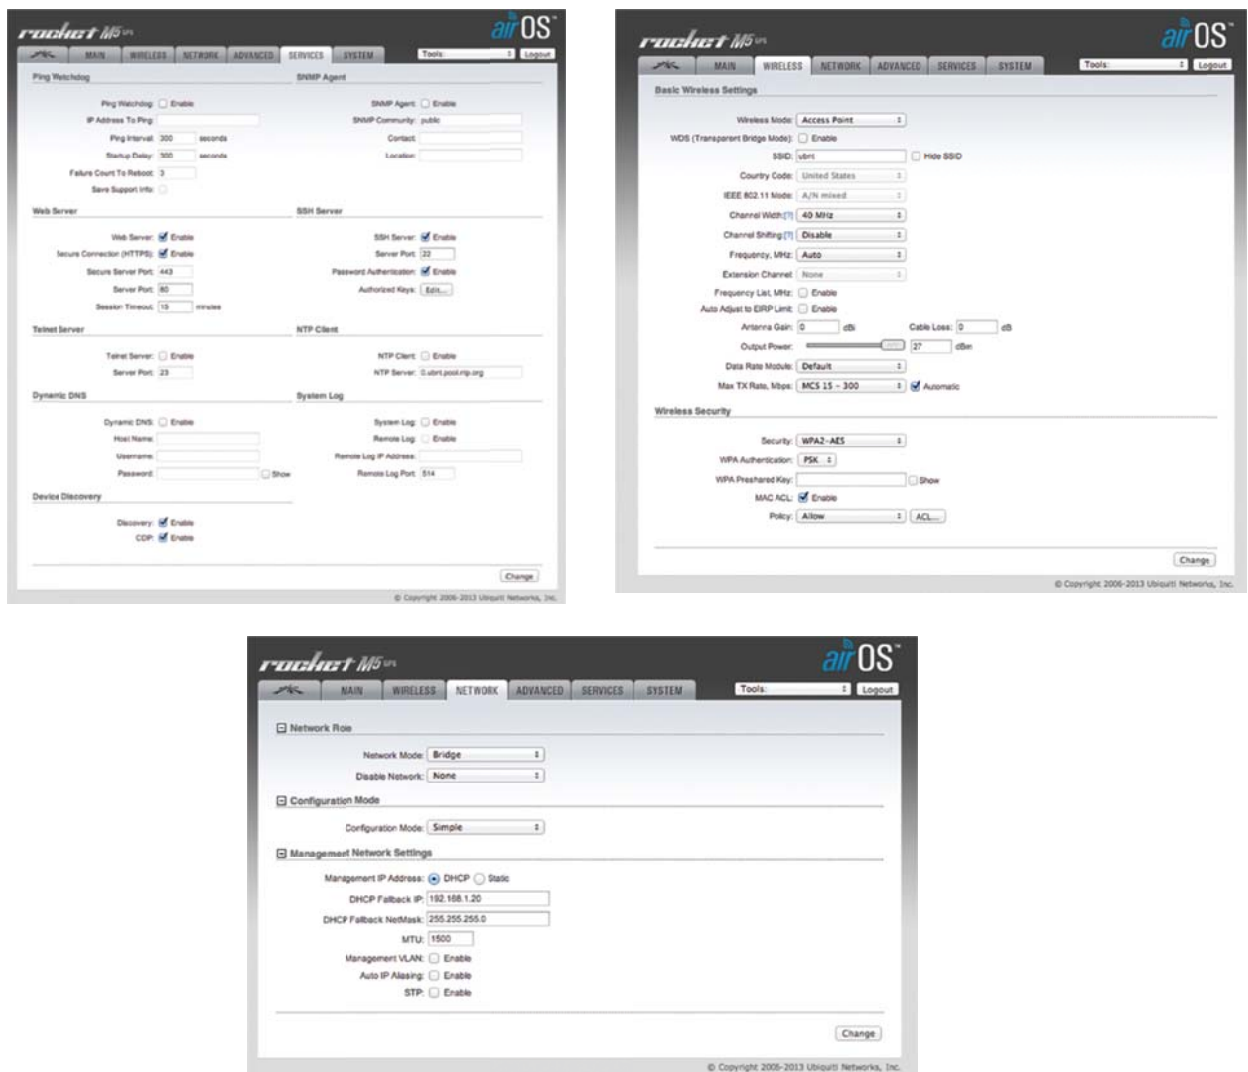 rocket M5 GPS
airOS™
MAIN WIRELESS NETWORK ADVANCED SERVICES SYSTEM Tools: Logout
Ping Watchdog SNMP Agent
Ping Watchdog: Enable SNMP Agent: Enable
IP Address To Ping: SNMP Community: public
Ping Interval: 300 seconds Contact:
Startup Delay: 300 seconds Location:
Failure Count To Reboot: 3
Save Support Info:
Web Server SSH Server
Web Server: Enable SSH Server: Enable
Secure Connection (HTTPS): Enable Server Port: 22
Secure Server Port: 443 Password Authentication: Enable
Server Port: 80 Authorized Keys: Edit...
Session Timeout: 15 minutes
Telnet Server NTP Client
Telnet Server: Enable NTP Client: Enable
Server Port: 23 NTP Server: 0.ubnt.pool.ntp.org
Dynamic DNS System Log
Dynamic DNS: Enable System Log: Enable
Host Name: Remote Log: Enable
Username: Remote Log IP Address:
Password: Show Remote Log Port: 514
Device Discovery
Discovery: Enable
CDP: Enable
Change
© Copyright 2006-2013 Ubiquiti Networks, Inc.
rocket M5 GPS
airOS™
MAIN WIRELESS NETWORK ADVANCED SERVICES SYSTEM Tools: Logout
Basic Wireless Settings
Wireless Mode: Access Point
WDS (Transparent Bridge Mode): Enable
SSID: ubnt Hide SSID
Country Code: United States
IEEE 802.11 Mode: A/N mixed
Channel Width:[?] 40 MHz
Channel Shifting:[?] Disable
Frequency, MHz: Auto
Extension Channel: None
Frequency List, MHz: Enable
Auto Adjust to EIRP Limit: Enable
Antenna Gain: 0 dBi Cable Loss: 0 dB
Output Power: 27 dBm
Data Rate Module: Default
Max TX Rate, Mbps: MCS 15 - 300 Automatic
Wireless Security
Security: WPA2-AES
WPA Authentication: PSK
WPA Preshared Key: Show
MAC ACL: Enable
Policy: Allow ACL...
Change
© Copyright 2006-2013 Ubiquiti Networks, Inc.
rocket M5 GPS
airOS™
MAIN WIRELESS NETWORK ADVANCED SERVICES SYSTEM Tools: Logout
Network Role
Network Mode: Bridge
Disable Network: None
Configuration Mode
Configuration Mode: Simple
Management Network Settings
Management IP Address: DHCP Static
DHCP Fallback IP: 192.168.1.20
DHCP Fallback NetMask: 255.255.255.0
MTU: 1500
Management VLAN: Enable
Auto IP Aliasing: Enable
STP: Enable
Change
© Copyright 2006-2013 Ubiquiti Networks, Inc.